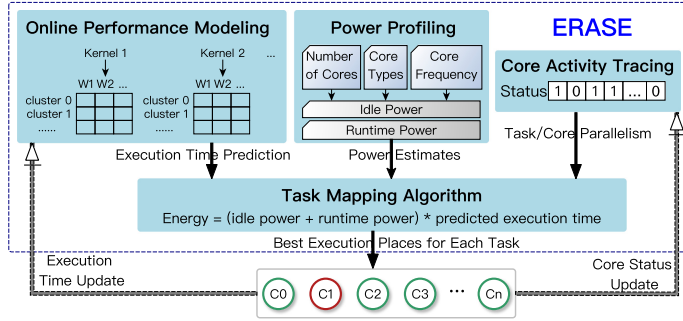 Online Performance Modeling
Kernel 1
Kernel 2
...
W1 W2 ...
W1 W2 ...
cluster 0
cluster 1
......
cluster 0
cluster 1
......
Power Profiling
Number of Cores
Core Types
Core Frequency
Idle Power
Runtime Power
ERASE
Core Activity Tracing
Status 1 0 1 1 ... 0
Execution Time Prediction
Power Estimates
Task/Core Parallelism
Task Mapping Algorithm
Energy = (idle power + runtime power) * predicted execution time
Best Execution Places for Each Task
Execution
Time Update
C0 C1 C2 C3 ... Cn
Core Status
Update